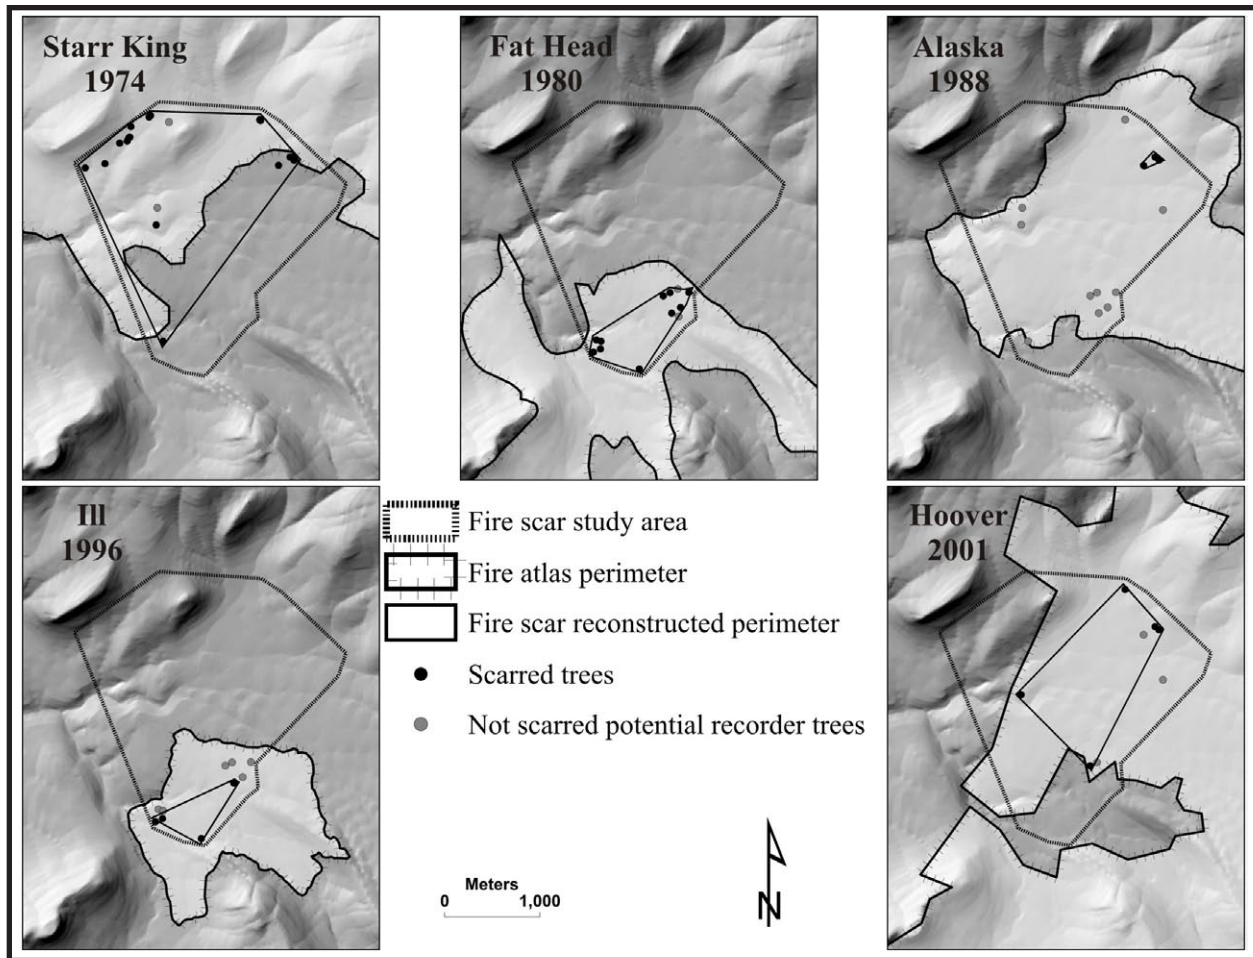 Starr King
1974
Fat Head
1980
Alaska
1988
Ill
1996
Fire scar study area
Fire atlas perimeter
Fire scar reconstructed perimeter
Scarred trees
Not scarred potential recorder trees
Meters
0 1,000
N
Hoover
2001